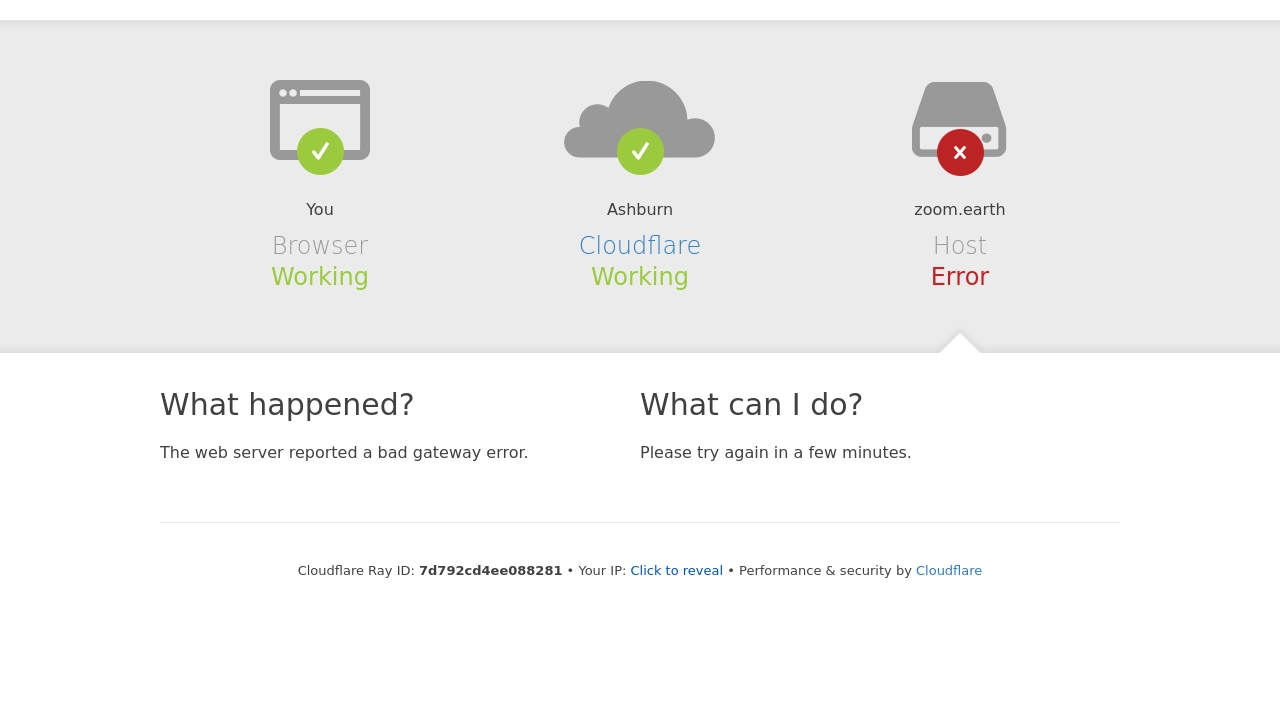 You
Ashburn
zoom.earth
Browser
Cloudflare
Host
Working
Working
Error
What happened?
What can I do?
The web server reported a bad gateway error.
Please try again in a few minutes.
Cloudflare Ray ID: 7d792cd4ee088281 • Your IP: Click to reveal • Performance & security by Cloudflare